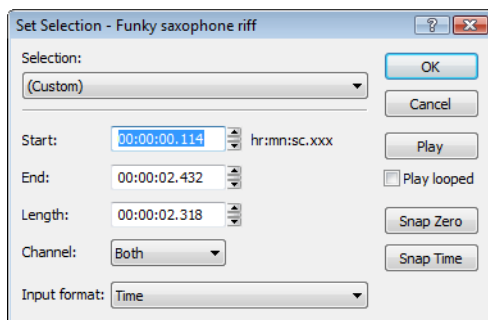 Set Selection - Funky saxophone riff
Selection:
(Custom)
OK
Cancel
Start: 00:00:00.114 hr:mn:sc.xxx
Play
End: 00:00:02.432
Play looped
Length: 00:00:02.318
Snap Zero
Channel: Both
Snap Time
Input format: Time